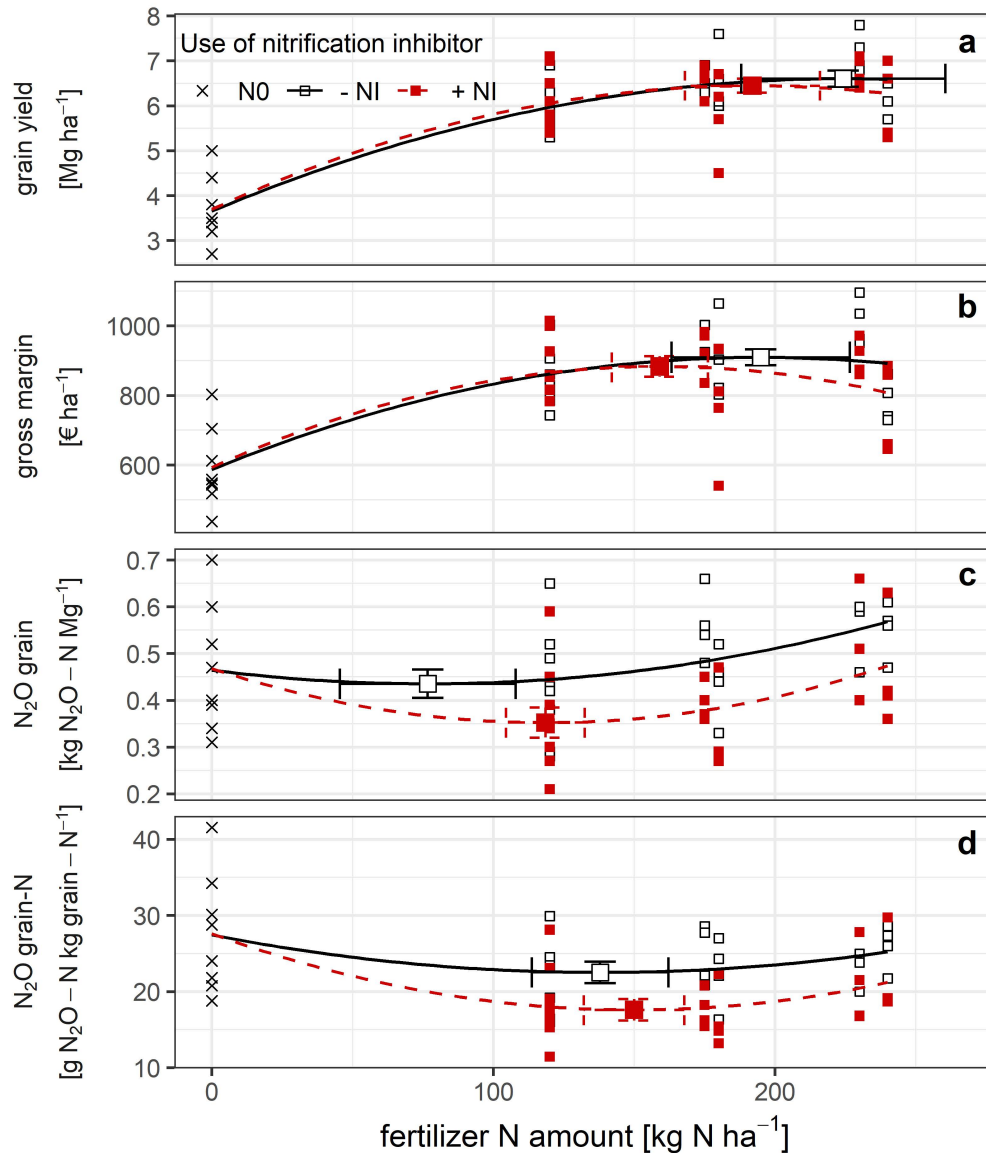 Use of nitrification inhibitor
N0 - NI + NI
a
grain yield
[Mg ha⁻¹]
8
7
6
5
4
3
b
gross margin
[€ ha⁻¹]
1000
800
600
c
N₂O grain
[kg N₂O−N Mg⁻¹]
0.7
0.6
0.5
0.4
0.3
0.2
d
N₂O grain-N
[g N₂O−N kg grain−N⁻¹]
40
30
20
10
0 100 200
fertilizer N amount [kg N ha⁻¹]